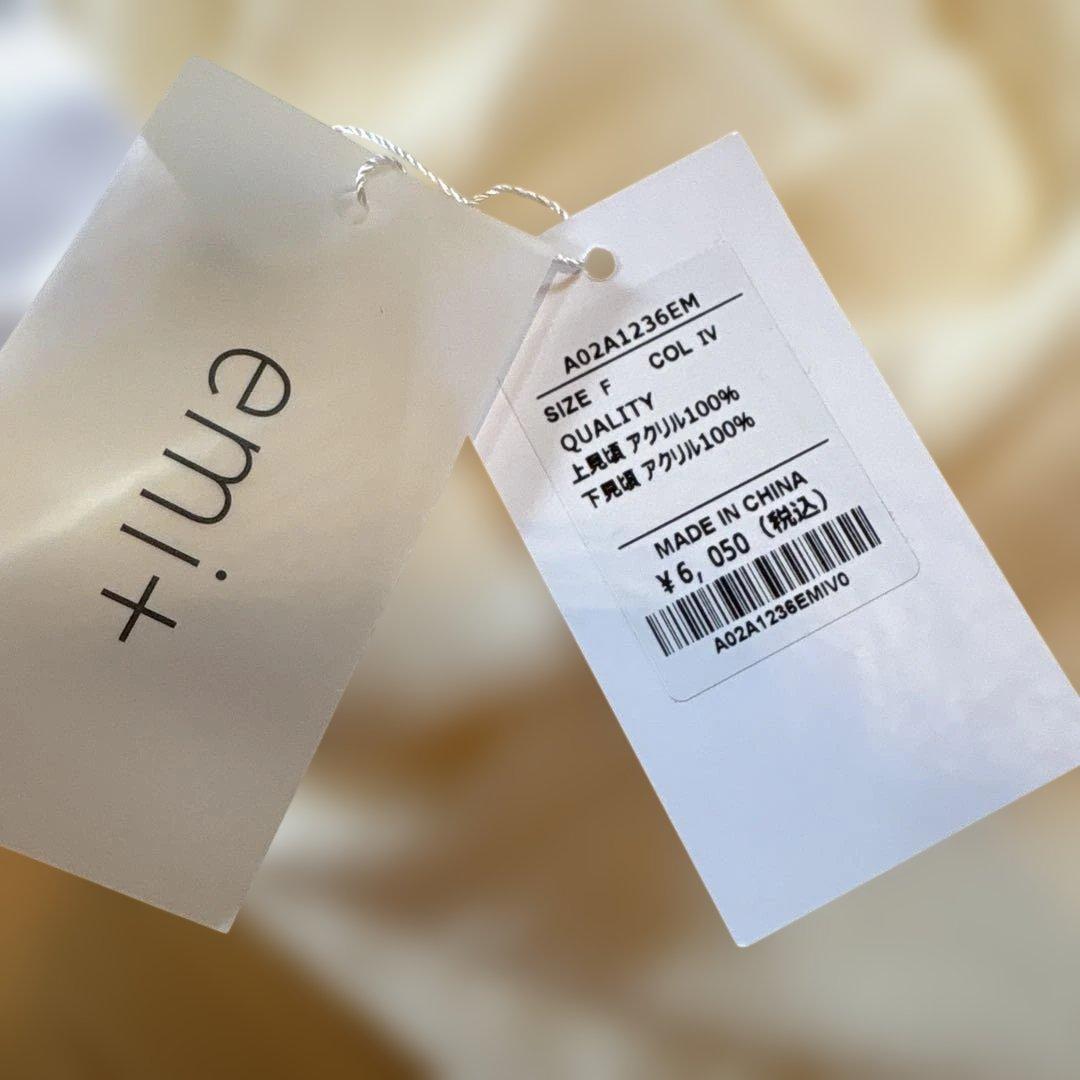 emi+
A02A1236EM
SIZE F COL IV
QUALITY
上見頃 アクリル100%
下見頃 アクリル100%
MADE IN CHINA
¥6, 050 (税込)
A02A1236EMIV0